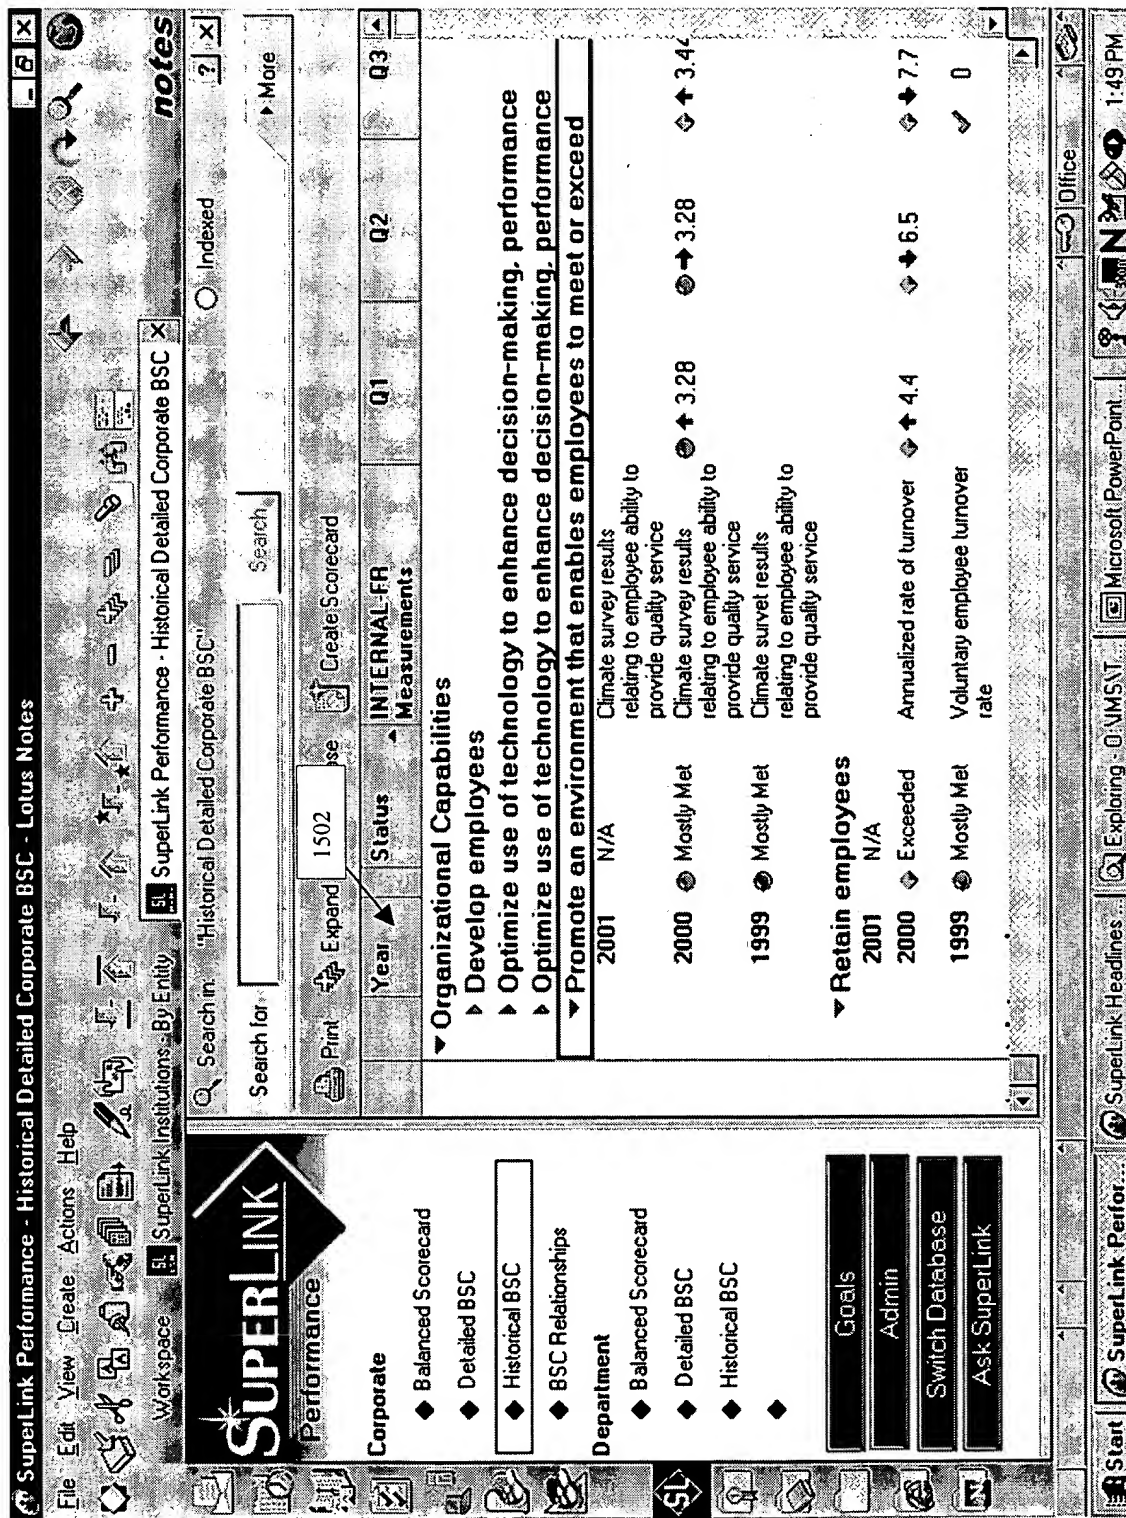 SuperLink Performance - Historical Detailed Corporate BSC - Lotus Notes
File Edit View Create Actions Help
Workspace SuperLink Institutions - By Entity SuperLink Performance - Historical Detailed Corporate BSC
notes
SUPERLINK
Performance
Corporate
Balanced Scorecard
Detailed BSC
Historical BSC
BSC Relationships
Department
Balanced Scorecard
Detailed BSC
Historical BSC
Goals
Admin
Switch Database
Ask SuperLink
Search in: "Historical Detailed Corporate BSC" Indexed
Search for Search More
Print Expand Create Scorecard
1502
Year Status INTERNAL-FR Q1 Q2 Q3
Measurements
Organizational Capabilities
Develop employees
Optimize use of technology to enhance decision-making, performance
Optimize use of technology to enhance decision-making, performance
Promote an environment that enables employees to meet or exceed
2001 N/A Climate survey results
relating to employee ability to
provide quality service
2000 Mostly Met Climate survey results 3.28 3.28 3.44
relating to employee ability to
provide quality service
1999 Mostly Met Climate survet results
relating to employee ability to
provide quality service
Retain employees
2001 N/A
2000 Exceeded Annualized rate of turnover 4.4 6.5 7.7
1999 Mostly Met Voluntary employee turnover 0
rate
Office
Start SuperLink Perfor... SuperLink Headlines ... Exploring - Microsoft PowerPoint... 1:49 PM